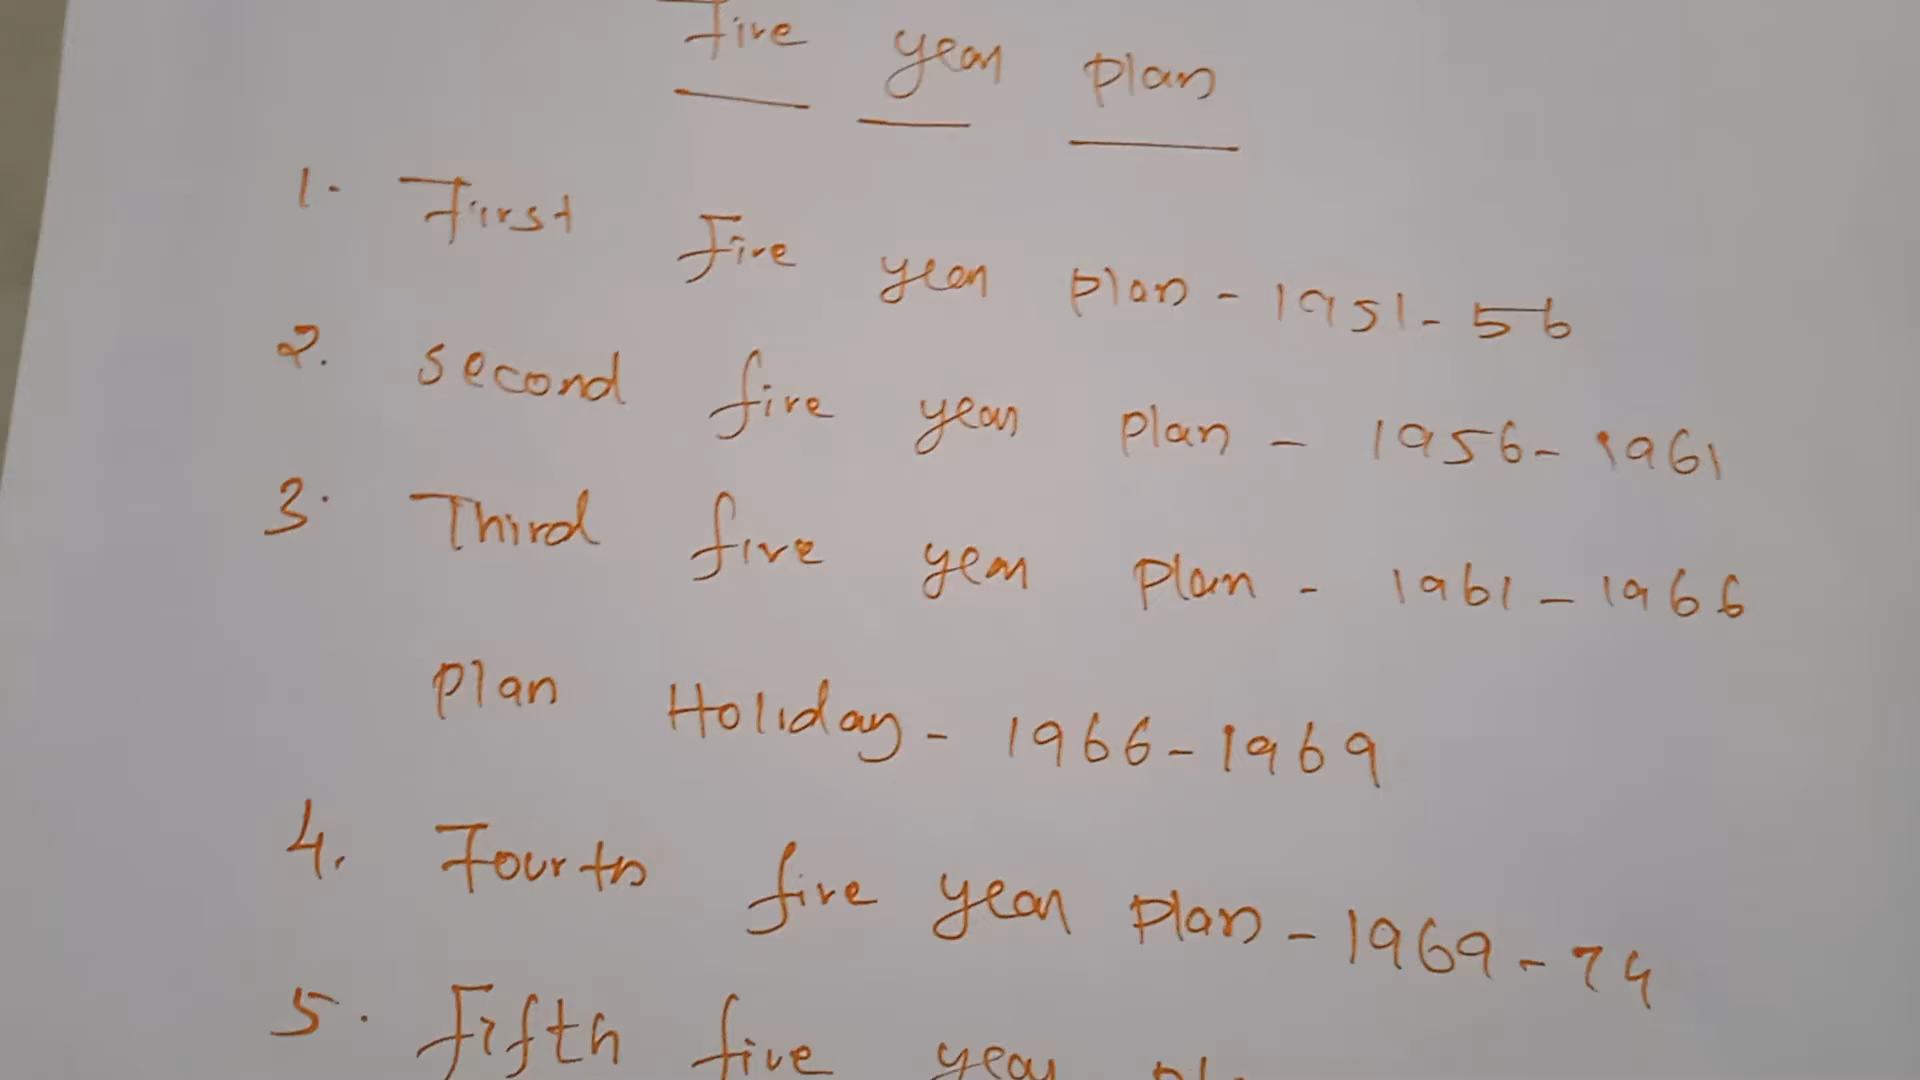 Five year plan
1. First Five year plan - 1951-56
2. second five year plan - 1956-1961
3. Third five year plan - 1961-1966
plan Holiday - 1966-1969
4. Fourth five year plan - 1969-74
5. Fifth five year